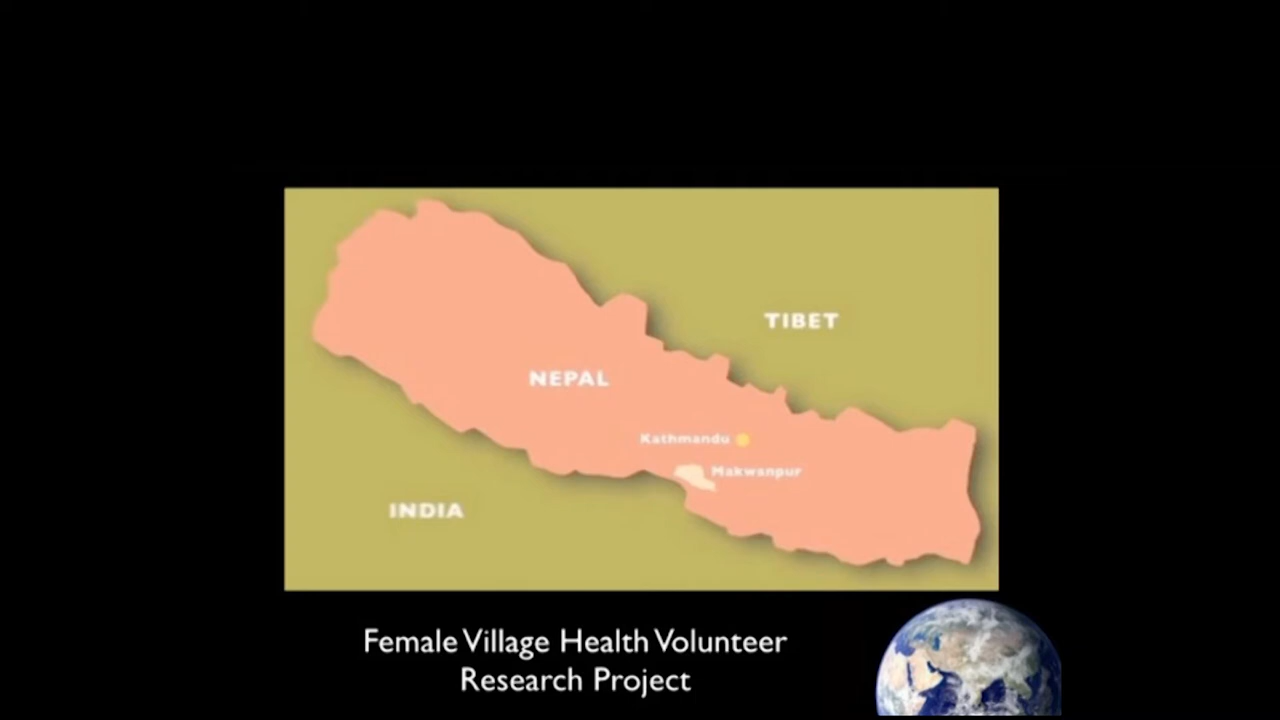 TIBET
NEPAL
Kathmandu
Makwanpur
INDIA
Female Village Health Volunteer
Research Project